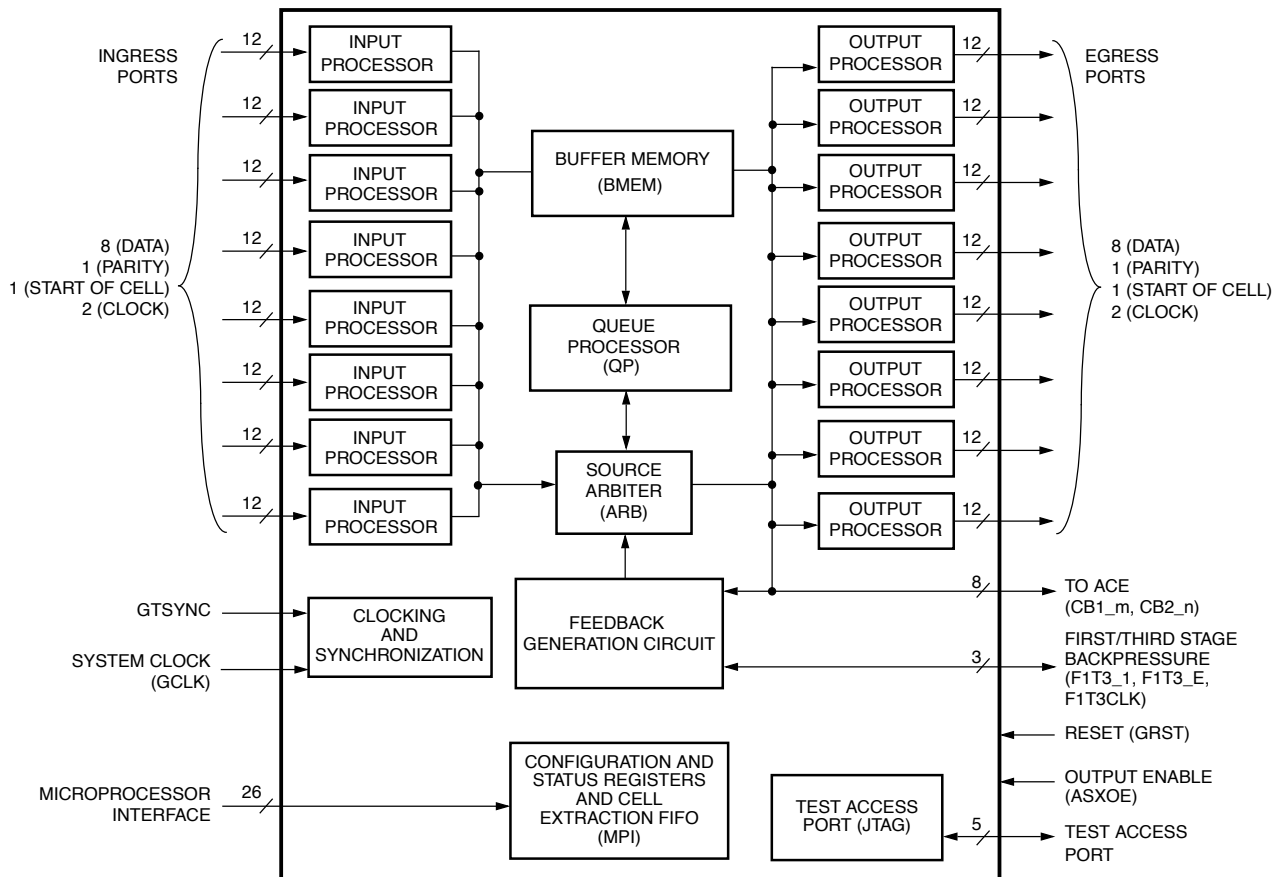 INGRESS
PORTS
8 (DATA)
1 (PARITY)
1 (START OF CELL)
2 (CLOCK)
12
12
12
12
12
12
12
12
INPUT
PROCESSOR
INPUT
PROCESSOR
INPUT
PROCESSOR
INPUT
PROCESSOR
INPUT
PROCESSOR
INPUT
PROCESSOR
INPUT
PROCESSOR
INPUT
PROCESSOR
BUFFER MEMORY
(BMEM)
QUEUE
PROCESSOR
(QP)
SOURCE
ARBITER
(ARB)
FEEDBACK
GENERATION CIRCUIT
OUTPUT
PROCESSOR
OUTPUT
PROCESSOR
OUTPUT
PROCESSOR
OUTPUT
PROCESSOR
OUTPUT
PROCESSOR
OUTPUT
PROCESSOR
OUTPUT
PROCESSOR
OUTPUT
PROCESSOR
12
12
12
12
12
12
12
12
EGRESS
PORTS
8 (DATA)
1 (PARITY)
1 (START OF CELL)
2 (CLOCK)
GTSYNC
SYSTEM CLOCK
(GCLK)
CLOCKING
AND
SYNCHRONIZATION
8
TO ACE
(CB1_m, CB2_n)
3
FIRST/THIRD STAGE
BACKPRESSURE
(F1T3_1, F1T3_E,
F1T3CLK)
RESET (GRST)
OUTPUT ENABLE
(ASXOE)
MICROPROCESSOR
INTERFACE
26
CONFIGURATION AND
STATUS REGISTERS
AND CELL
EXTRACTION FIFO
(MPI)
TEST ACCESS
PORT (JTAG)
5
TEST ACCESS
PORT